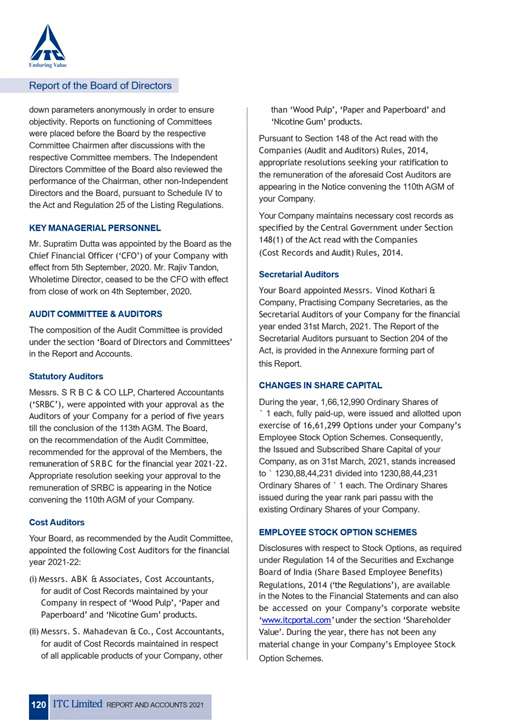 ITC
Enduring Value
Report of the Board of Directors
down parameters anonymously in order to ensure
objectivity. Reports on functioning of Committees
were placed before the Board by the respective
Committee Chairmen after discussions with the
respective Committee members. The Independent
Directors Committee of the Board also reviewed the
performance of the Chairman, other non-Independent
Directors and the Board, pursuant to Schedule IV to
the Act and Regulation 25 of the Listing Regulations.
KEY MANAGERIAL PERSONNEL
Mr. Supratim Dutta was appointed by the Board as the
Chief Financial Officer (‘CFO’) of your Company with
effect from 5th September, 2020. Mr. Rajiv Tandon,
Wholetime Director, ceased to be the CFO with effect
from close of work on 4th September, 2020.
AUDIT COMMITTEE & AUDITORS
The composition of the Audit Committee is provided
under the section ‘Board of Directors and Committees’
in the Report and Accounts.
Statutory Auditors
Messrs. S R B C & CO LLP, Chartered Accountants
(‘SRBC’), were appointed with your approval as the
Auditors of your Company for a period of five years
till the conclusion of the 113th AGM. The Board,
on the recommendation of the Audit Committee,
recommended for the approval of the Members, the
remuneration of SRBC for the financial year 2021-22.
Appropriate resolution seeking your approval to the
remuneration of SRBC is appearing in the Notice
convening the 110th AGM of your Company.
Cost Auditors
Your Board, as recommended by the Audit Committee,
appointed the following Cost Auditors for the financial
year 2021-22:
(i) Messrs. ABK & Associates, Cost Accountants,
for audit of Cost Records maintained by your
Company in respect of ‘Wood Pulp’, ‘Paper and
Paperboard’ and ‘Nicotine Gum’ products.
(ii) Messrs. S. Mahadevan & Co., Cost Accountants,
for audit of Cost Records maintained in respect
of all applicable products of your Company, other
than ‘Wood Pulp’, ‘Paper and Paperboard’ and
‘Nicotine Gum’ products.
Pursuant to Section 148 of the Act read with the
Companies (Audit and Auditors) Rules, 2014,
appropriate resolutions seeking your ratification to
the remuneration of the aforesaid Cost Auditors are
appearing in the Notice convening the 110th AGM of
your Company.
Your Company maintains necessary cost records as
specified by the Central Government under Section
148(1) of the Act read with the Companies
(Cost Records and Audit) Rules, 2014.
Secretarial Auditors
Your Board appointed Messrs. Vinod Kothari &
Company, Practising Company Secretaries, as the
Secretarial Auditors of your Company for the financial
year ended 31st March, 2021. The Report of the
Secretarial Auditors pursuant to Section 204 of the
Act, is provided in the Annexure forming part of
this Report.
CHANGES IN SHARE CAPITAL
During the year, 1,66,12,990 Ordinary Shares of
` 1 each, fully paid-up, were issued and allotted upon
exercise of 16,61,299 Options under your Company’s
Employee Stock Option Schemes. Consequently,
the Issued and Subscribed Share Capital of your
Company, as on 31st March, 2021, stands increased
to ` 1230,88,44,231 divided into 1230,88,44,231
Ordinary Shares of ` 1 each. The Ordinary Shares
issued during the year rank pari passu with the
existing Ordinary Shares of your Company.
EMPLOYEE STOCK OPTION SCHEMES
Disclosures with respect to Stock Options, as required
under Regulation 14 of the Securities and Exchange
Board of India (Share Based Employee Benefits)
Regulations, 2014 (‘the Regulations’), are available
in the Notes to the Financial Statements and can also
be accessed on your Company’s corporate website
‘www.itcportal.com’ under the section ‘Shareholder
Value’. During the year, there has not been any
material change in your Company’s Employee Stock
Option Schemes.
120 ITC Limited REPORT AND ACCOUNTS 2021